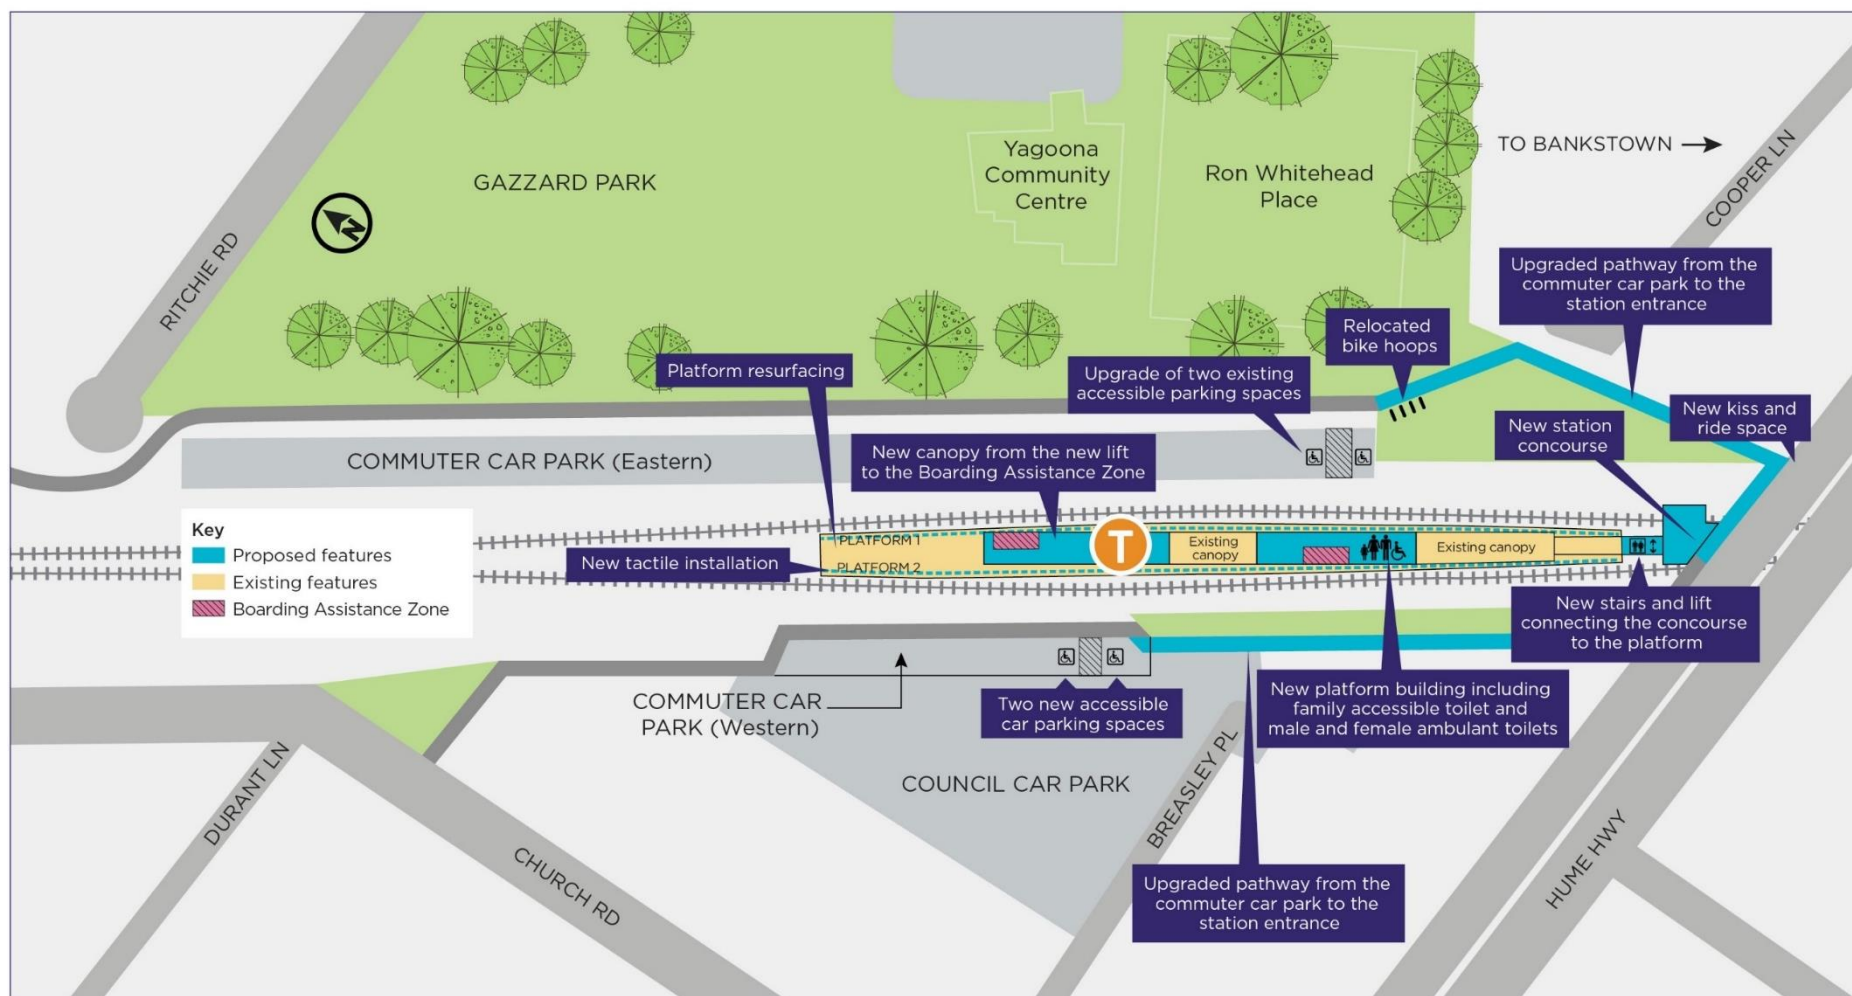 GAZZARD PARK
Yagoona
Community
Centre
Ron Whitehead
Place
TO BANKSTOWN
COOPER LN
RITCHIE RD
N
Upgraded pathway from the
commuter car park to the
station entrance
Relocated
bike hoops
Platform resurfacing
Upgrade of two existing
accessible parking spaces
New kiss and
ride space
New station
concourse
New canopy from the new lift
to the Boarding Assistance Zone
COMMUTER CAR PARK (Eastern)
Key
Proposed features
Existing features
Boarding Assistance Zone
New tactile installation
PLATFORM 1
PLATFORM 2
T
Existing
canopy
Existing canopy
New stairs and lift
connecting the concourse
to the platform
COMMUTER CAR
PARK (Western)
Two new accessible
car parking spaces
New platform building including
family accessible toilet and
male and female ambulant toilets
COUNCIL CAR PARK
BREASLEY PL
DURANT LN
CHURCH RD
HUME HWY
Upgraded pathway from the
commuter car park to the
station entrance